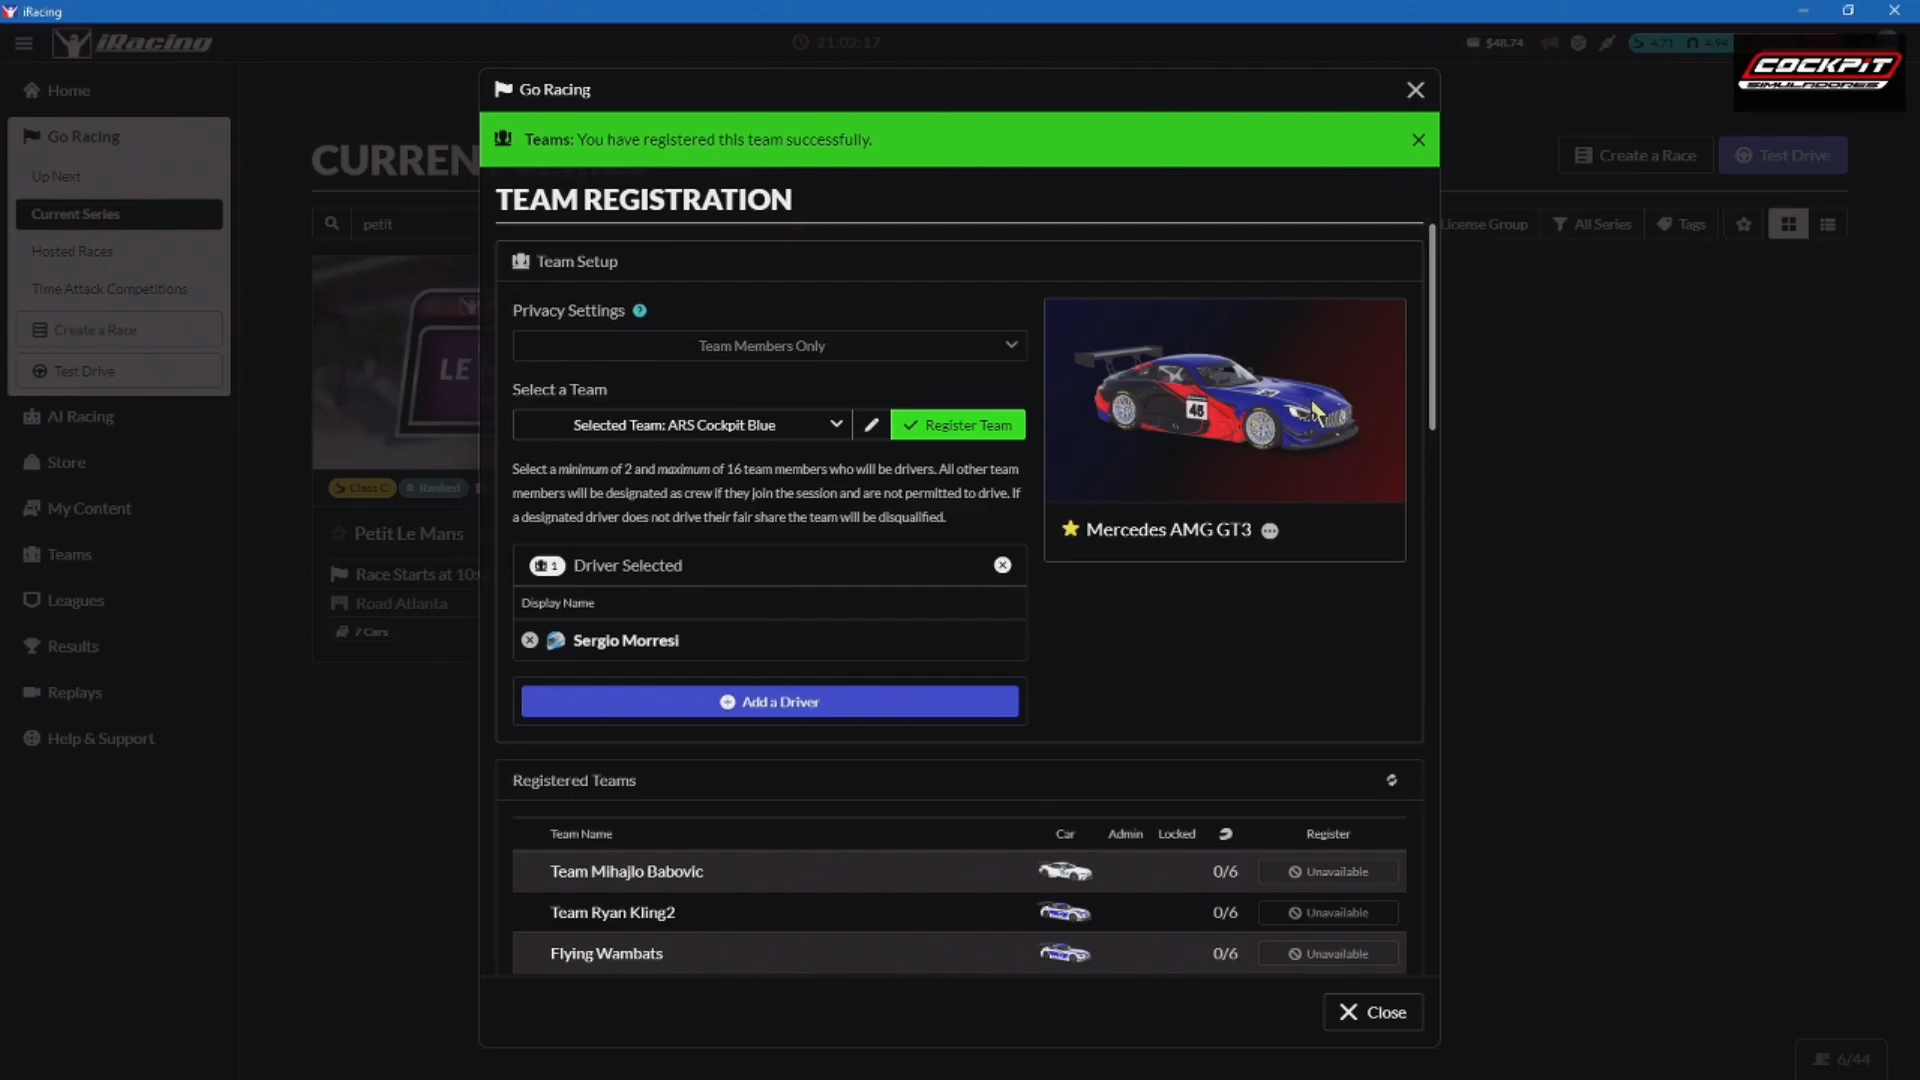 iRacing
iRacing
21:02:17
$48.74
4.71
4.94
COCKPIT
SIMULADORES
Home
Go Racing
Up Next
Current Series
Hosted Races
Time Attack Competitions
Create a Race
Test Drive
AI Racing
Store
My Content
Teams
Leagues
Results
Replays
Help & Support
CURREN
petit
LE
Class C
Ranked
Petit Le Mans
Race Starts at 10:
Road Atlanta
7 Cars
Create a Race
Test Drive
License Group
All Series
Tags
Go Racing
Teams: You have registered this team successfully.
TEAM REGISTRATION
Team Setup
Privacy Settings ?
Team Members Only
Select a Team
Selected Team: ARS Cockpit Blue
Register Team
Select a minimum of 2 and maximum of 16 team members who will be drivers. All other team
members will be designated as crew if they join the session and are not permitted to drive. If
a designated driver does not drive their fair share the team will be disqualified.
1 Driver Selected
Display Name
Sergio Morresi
Add a Driver
Mercedes AMG GT3
Registered Teams
Team Name Car Admin Locked Register
Team Mihajlo Babovic 0/6 Unavailable
Team Ryan Kling2 0/6 Unavailable
Flying Wambats 0/6 Unavailable
Close
6/44